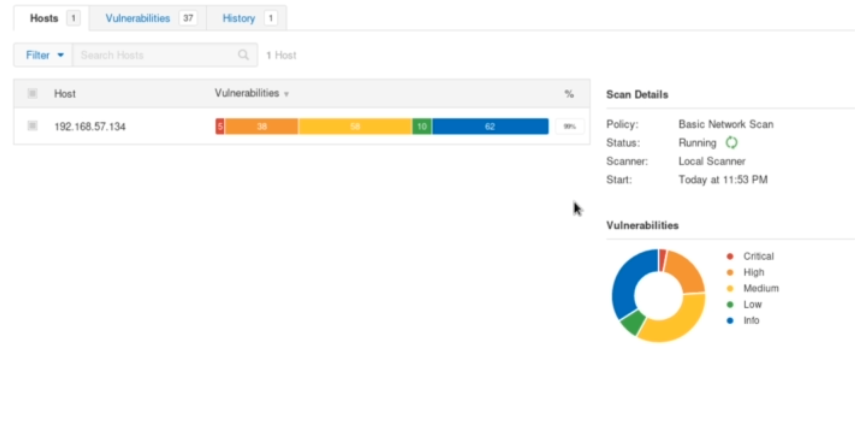 Hosts 1 Vulnerabilities 37 History 1
Filter Search Hosts 1 Host
Host Vulnerabilities %
192.168.57.134 5 38 10 62
Scan Details
Policy: Basic Network Scan
Status: Running
Scanner: Local Scanner
Start: Today at 11:53 PM
Vulnerabilities
Critical
High
Medium
Low
Info